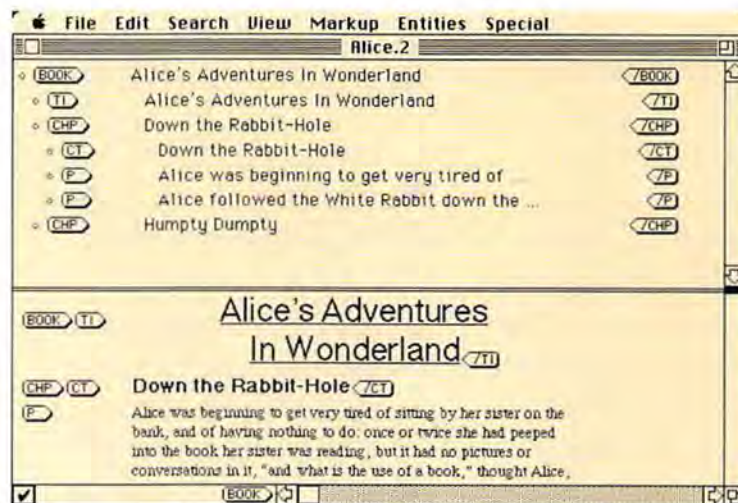 File Edit Search View Markup Entities Special
Alice.2
BOOK Alice's Adventures In Wonderland /BOOK
TI Alice's Adventures In Wonderland /TI
CHP Down the Rabbit-Hole /CHP
CT Down the Rabbit-Hole /CT
P Alice was beginning to get very tired of ... /P
P Alice followed the White Rabbit down the ... /P
CHP Humpty Dumpty /CHP
BOOK TI Alice's Adventures
In Wonderland /TI
CHP CT Down the Rabbit-Hole /CT
P Alice was beginning to get very tired of sitting by her sister on the
bank, and of having nothing to do: once or twice she had peeped
into the book her sister was reading, but it had no pictures or
conversations in it, "and what is the use of a book," thought Alice,
BOOK